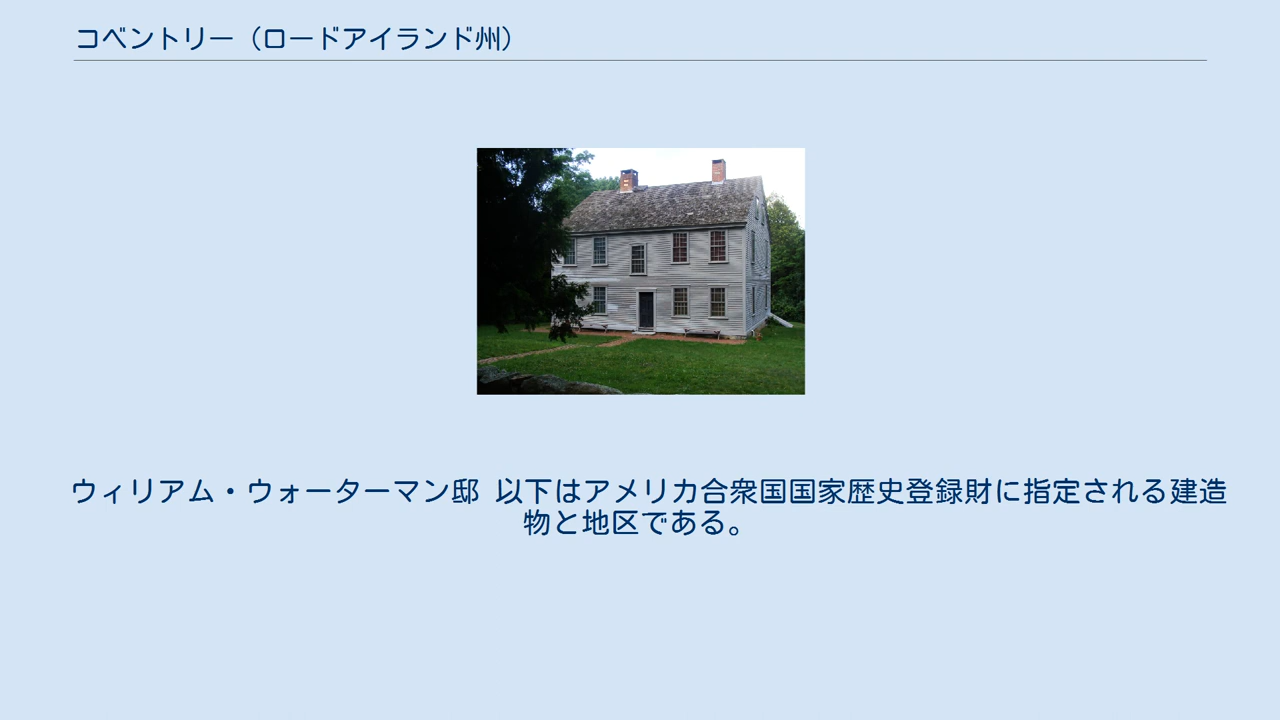 コベントリー（ロードアイランド州）
ウィリアム・ウォーターマン邸 以下はアメリカ合衆国国家歴史登録財に指定される建造
物と地区である。